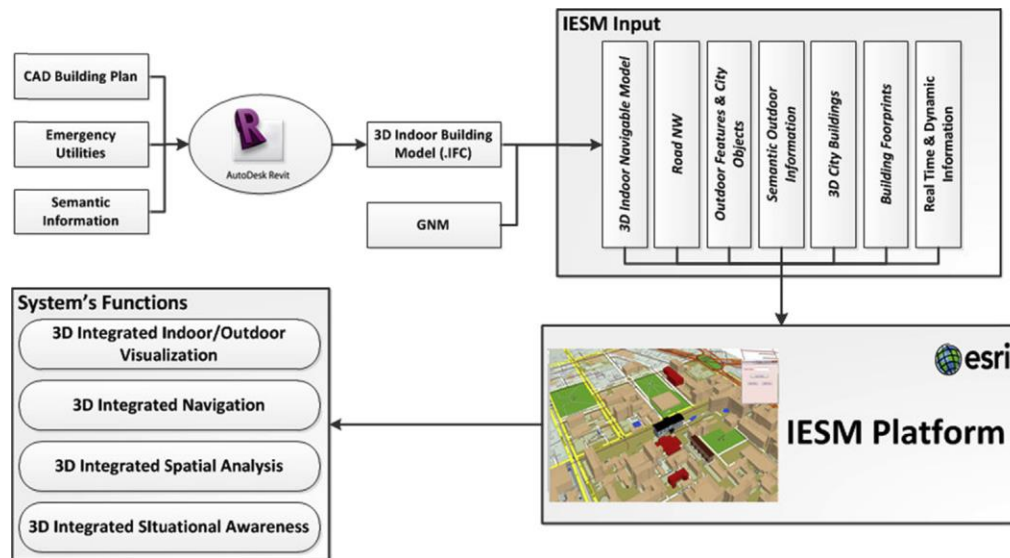 CAD Building Plan
Emergency
Utilities
Semantic
Information
R
AutoDesk Revit
3D Indoor Building
Model (.IFC)
GNM
IESM Input
3D Indoor Navigable Model
Road NW
Outdoor Features & City
Objects
Semantic Outdoor
Information
3D City Buildings
Building Foorprints
Real Time & Dynamic
Information
esri
IESM Platform
System's Functions
3D Integrated Indoor/Outdoor
Visualization
3D Integrated Navigation
3D Integrated Spatial Analysis
3D Integrated SItuational Awareness